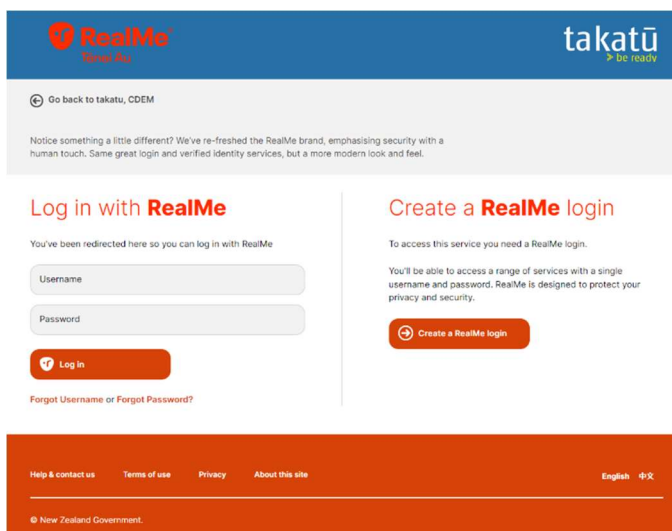 RealMe
Tānei Au
takatū
> be ready
Go back to takatu, CDEM
Notice something a little different? We've re-freshed the RealMe brand, emphasising security with a
human touch. Same great login and verified identity services, but a more modern look and feel.
Log in with RealMe
You've been redirected here so you can log in with RealMe
Username
Password
Log in
Forgot Username or Forgot Password?
Create a RealMe login
To access this service you need a RealMe login.
You'll be able to access a range of services with a single
username and password. RealMe is designed to protect your
privacy and security.
Create a RealMe login
Help & contact us Terms of use Privacy About this site
English 中文
© New Zealand Government.